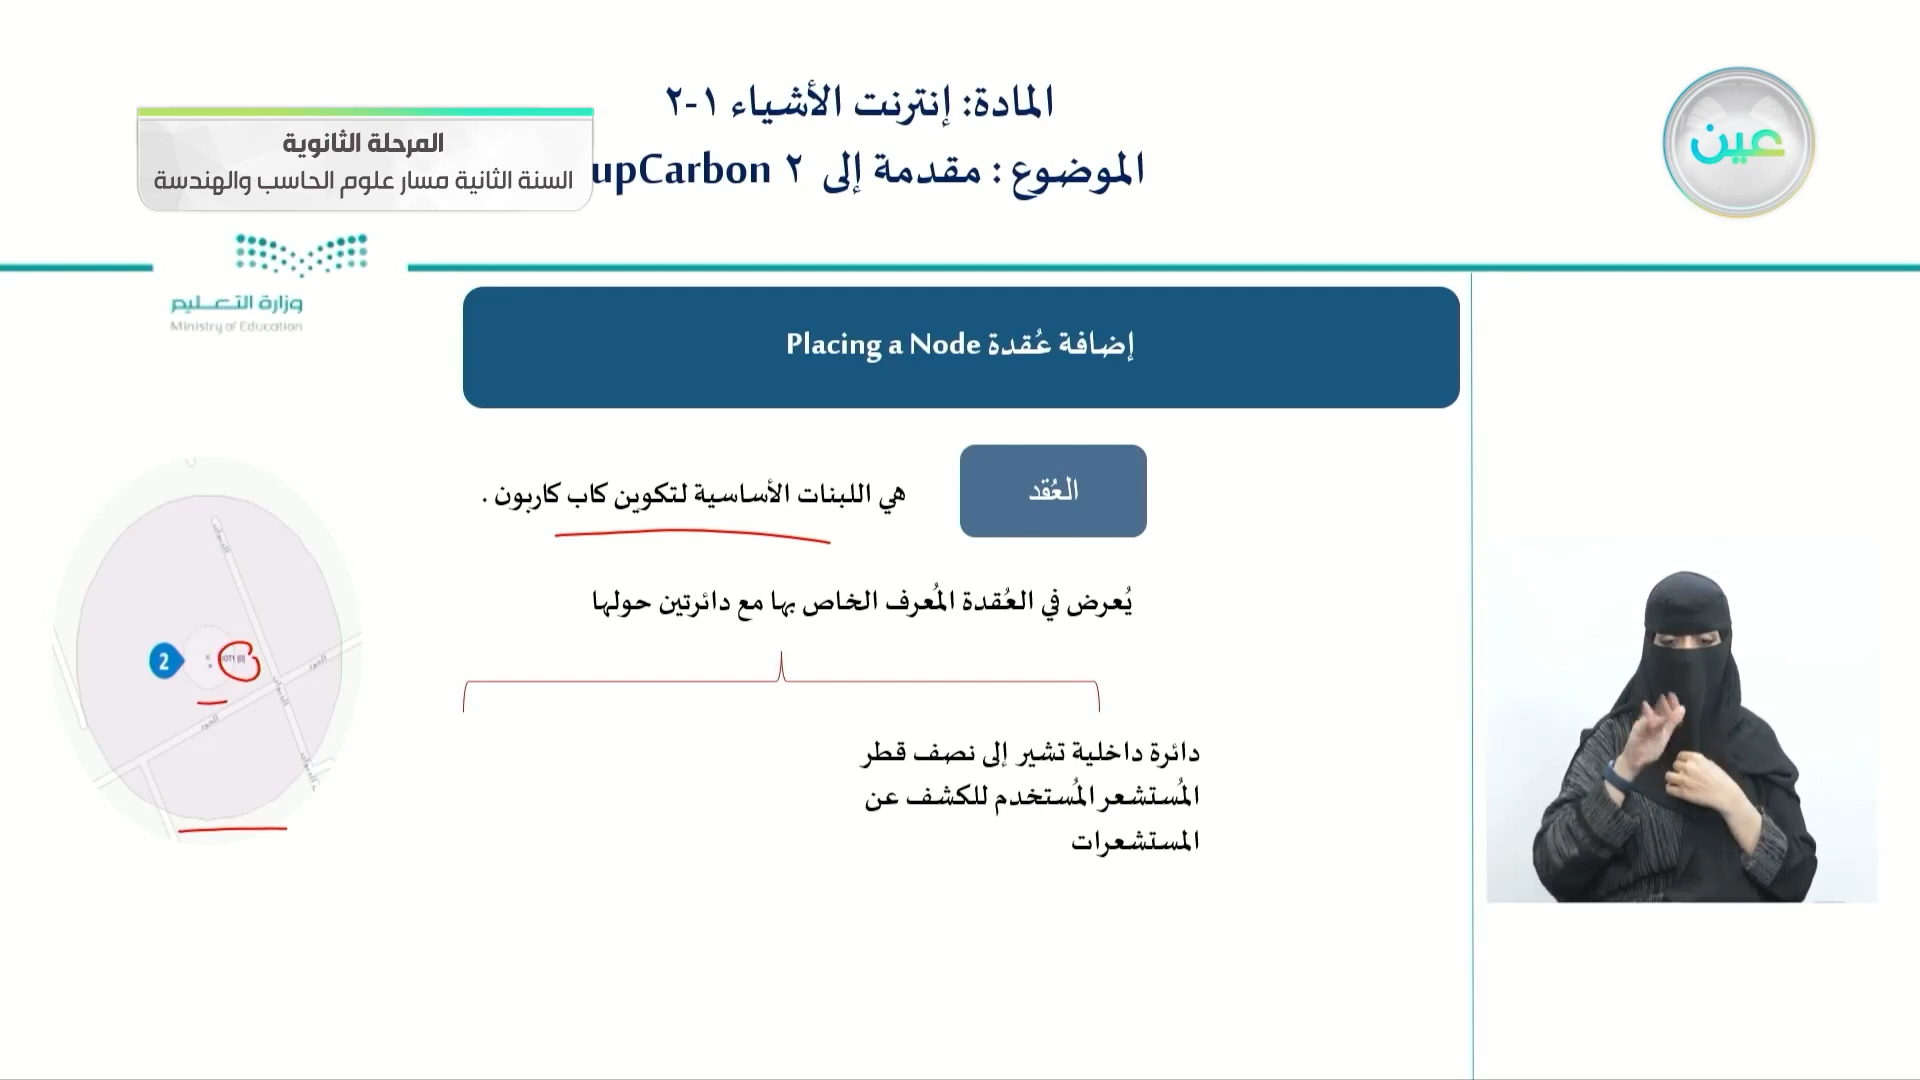 المادة: إنترنت الأشياء ١-٢
الموضوع : مقدمة إلى ٢ upCarbon
المرحلة الثانوية
السنة الثانية مسار علوم الحاسب والهندسة
عين
وزارة التعليم
Ministry of Education
إضافة عُقدة Placing a Node
العُقد
هي اللبنات الأساسية لتكوين كاب كاربون .
يُعرض في العُقدة المُعرف الخاص بها مع دائرتين حولها
دائرة داخلية تشير إلى نصف قطر
المُستشعر المُستخدم للكشف عن
المستشعرات
2